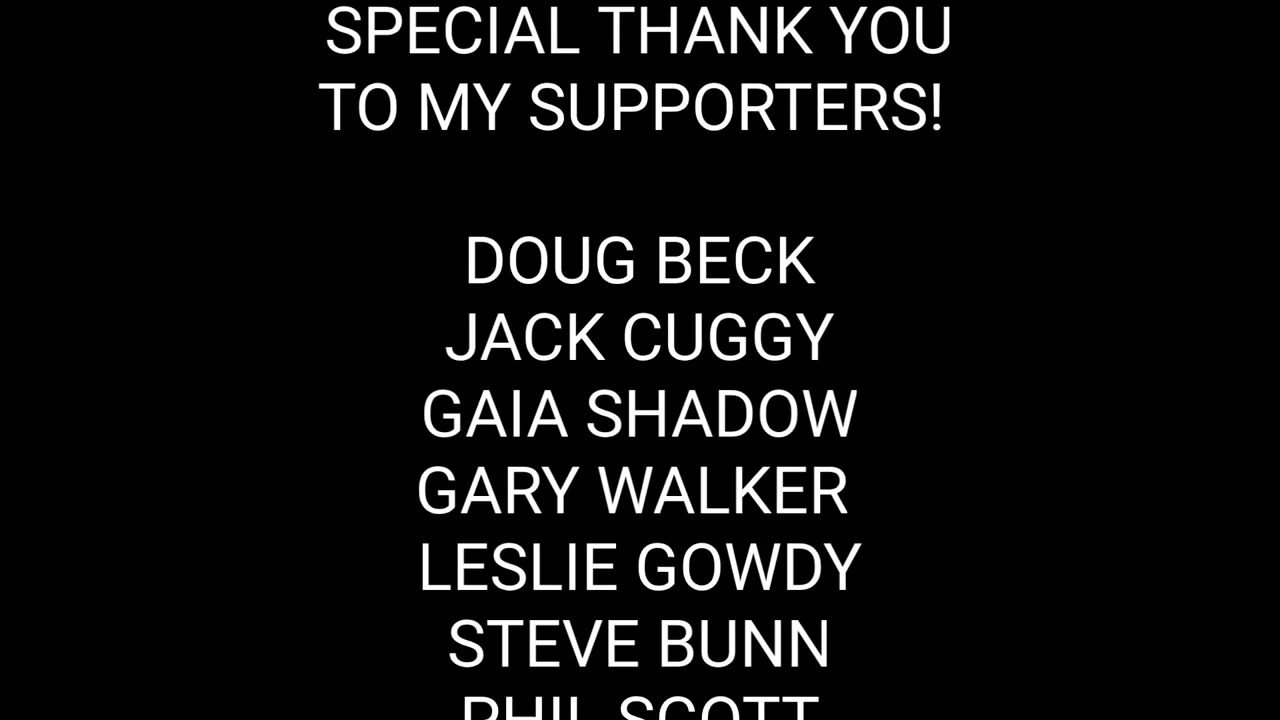 SPECIAL THANK YOU
TO MY SUPPORTERS!
DOUG BECK
JACK CUGGY
GAIA SHADOW
GARY WALKER
LESLIE GOWDY
STEVE BUNN
PHIL SCOTT